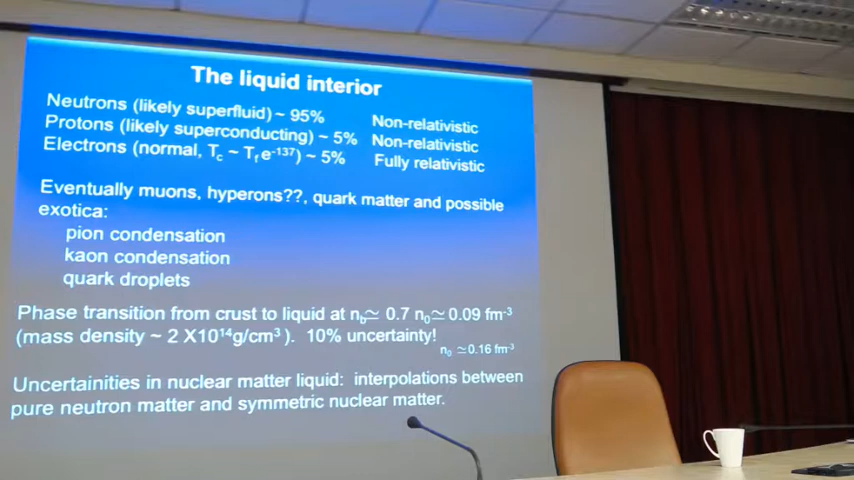 The liquid interior
Neutrons (likely superfluid) ~ 95% Non-relativistic
Protons (likely superconducting) ~ 5% Non-relativistic
Electrons (normal, Tc ~ Tf e⁻¹³⁷) ~ 5% Fully relativistic
Eventually muons, hyperons??, quark matter and possible
exotica:
pion condensation
kaon condensation
quark droplets
Phase transition from crust to liquid at nb≃ 0.7 n₀≃ 0.09 fm⁻³
(mass density ~ 2 X10¹⁴g/cm³ ). 10% uncertainty!
n₀ ≃0.16 fm⁻³
Uncertainities in nuclear matter liquid: interpolations between
pure neutron matter and symmetric nuclear matter.